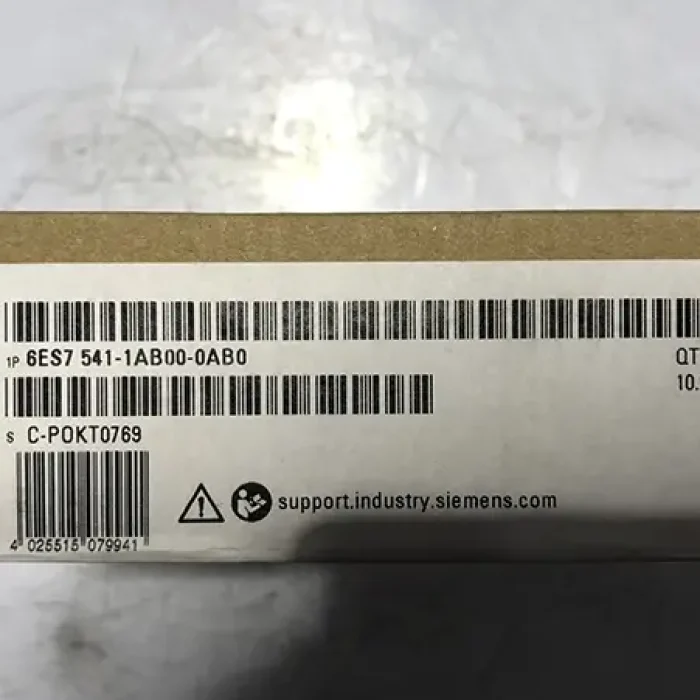 1P 6ES7 541-1AB00-0AB0
QT
10.
S C-POKT0769
support.industry.siemens.com
4 025515 079941